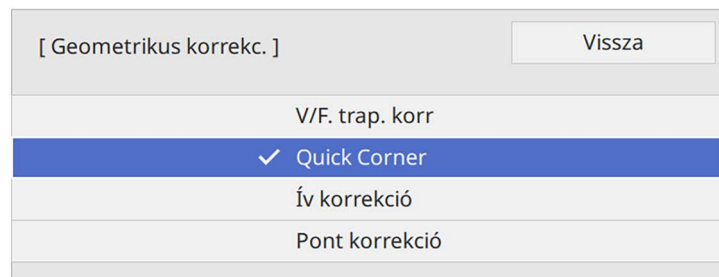 [ Geometrikus korrekc. ]
Vissza
V/F. trap. korr
Quick Corner
Ív korrekció
Pont korrekció